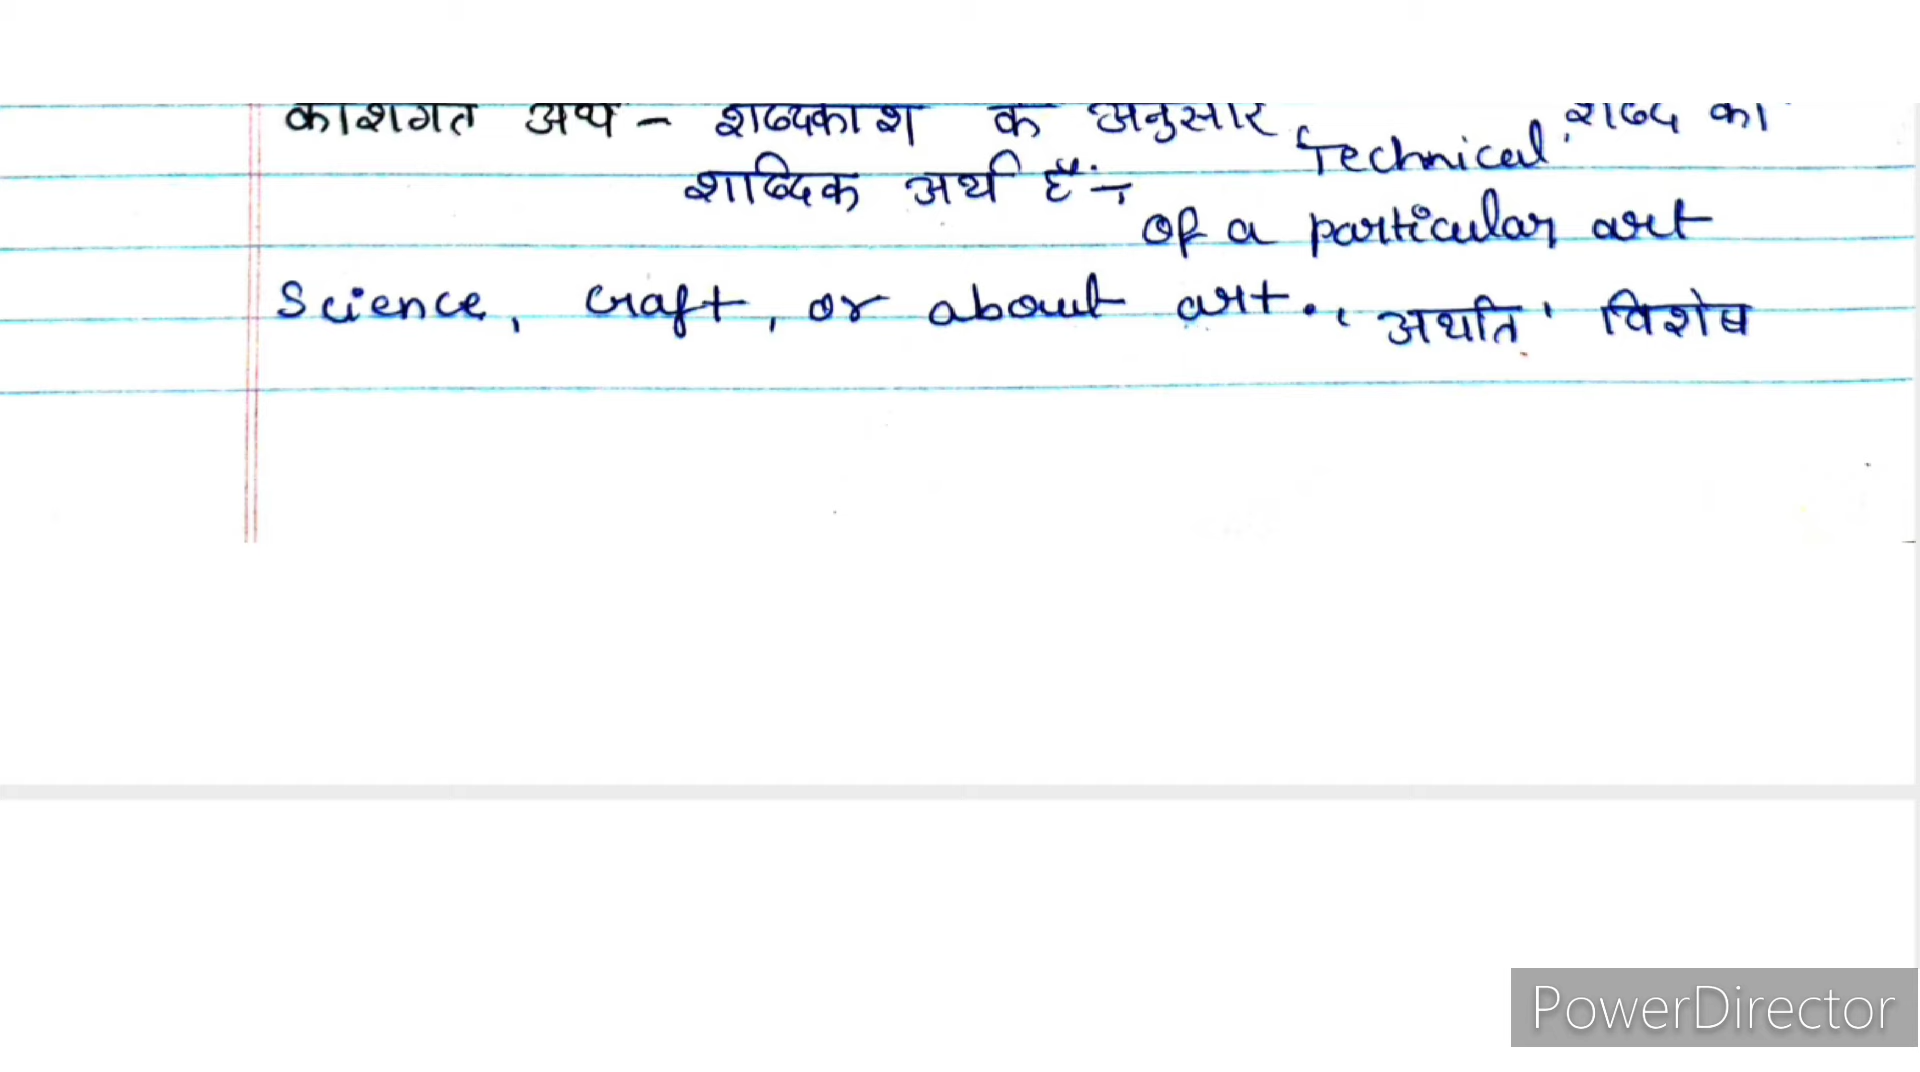 कोशगत अर्थ - शब्दकोश के अनुसार Technical शब्द का
शाब्दिक अर्थ है :-
of a particular art
Science, craft, or about art. 'अर्थात' विशेष
PowerDirector